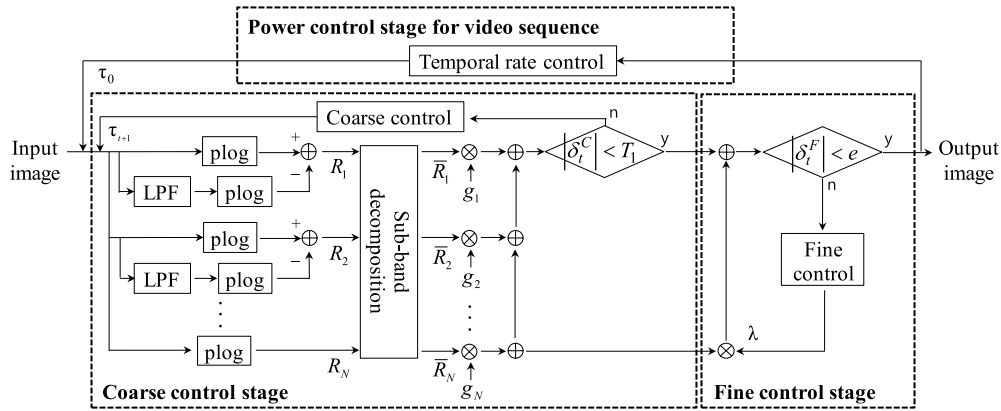 Power control stage for video sequence
Temporal rate control
τ0
Coarse control
n
τt+1
Input
image
plog
+
−
R1
R̅1
g1
|δtC| < T1
y
|δtF| < e
y
Output
image
LPF
plog
n
plog
+
−
R2
R̅2
g2
LPF
plog
Sub-band
decomposition
Fine
control
plog
RN
R̅N
gN
λ
Coarse control stage
Fine control stage